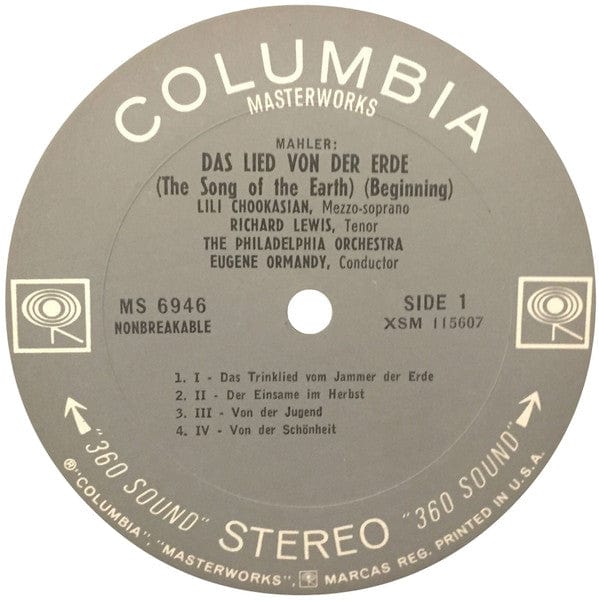 COLUMBIA
MASTERWORKS
MAHLER:
DAS LIED VON DER ERDE
(The Song of the Earth) (Beginning)
LILI CHOOKASIAN, Mezzo-soprano
RICHARD LEWIS, Tenor
THE PHILADELPHIA ORCHESTRA
EUGENE ORMANDY, Conductor
MS 6946
NONBREAKABLE
SIDE 1
XSM 115607
1. I - Das Trinklied vom Jammer der Erde
2. II - Der Einsame im Herbst
3. III - Von der Jugend
4. IV - Von der Schönheit
"360 SOUND" STEREO "360 SOUND"
®"COLUMBIA", "MASTERWORKS", MARCAS REG. PRINTED IN U.S.A.